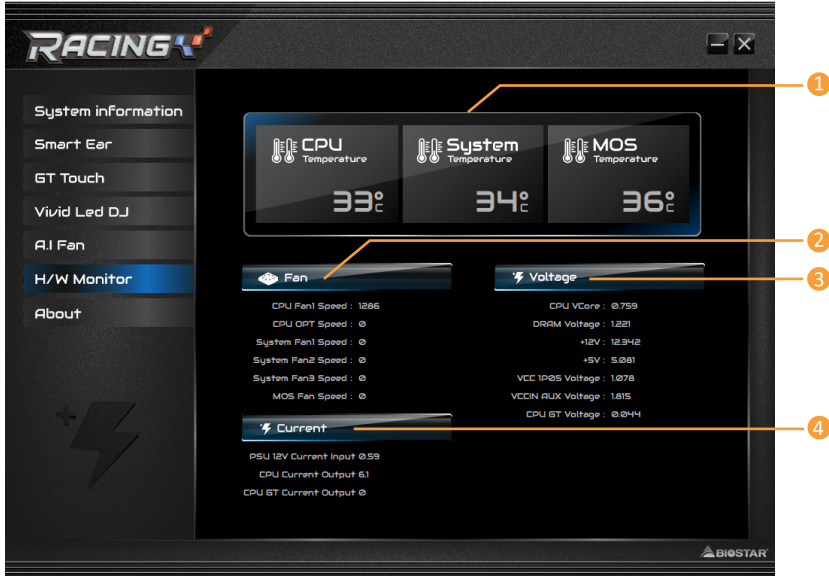 RACING
System information
Smart Ear
GT Touch
Vivid Led DJ
A.I Fan
H/W Monitor
About
1
CPU
Temperature
33°c
System
Temperature
34°c
MOS
Temperature
36°c
2
Fan
CPU Fan1 Speed : 1286
CPU OPT Speed : 0
System Fan1 Speed : 0
System Fan2 Speed : 0
System Fan3 Speed : 0
MOS Fan Speed : 0
3
Voltage
CPU VCore : 0.759
DRAM Voltage : 1.221
+12V : 12.342
+5V : 5.081
VCC 1P05 Voltage : 1.078
VCCIN AUX Voltage : 1.815
CPU GT Voltage : 0.044
4
Current
PSU 12V Current Input 0.59
CPU Current Output 6.1
CPU GT Current Output 0
BIOSTAR